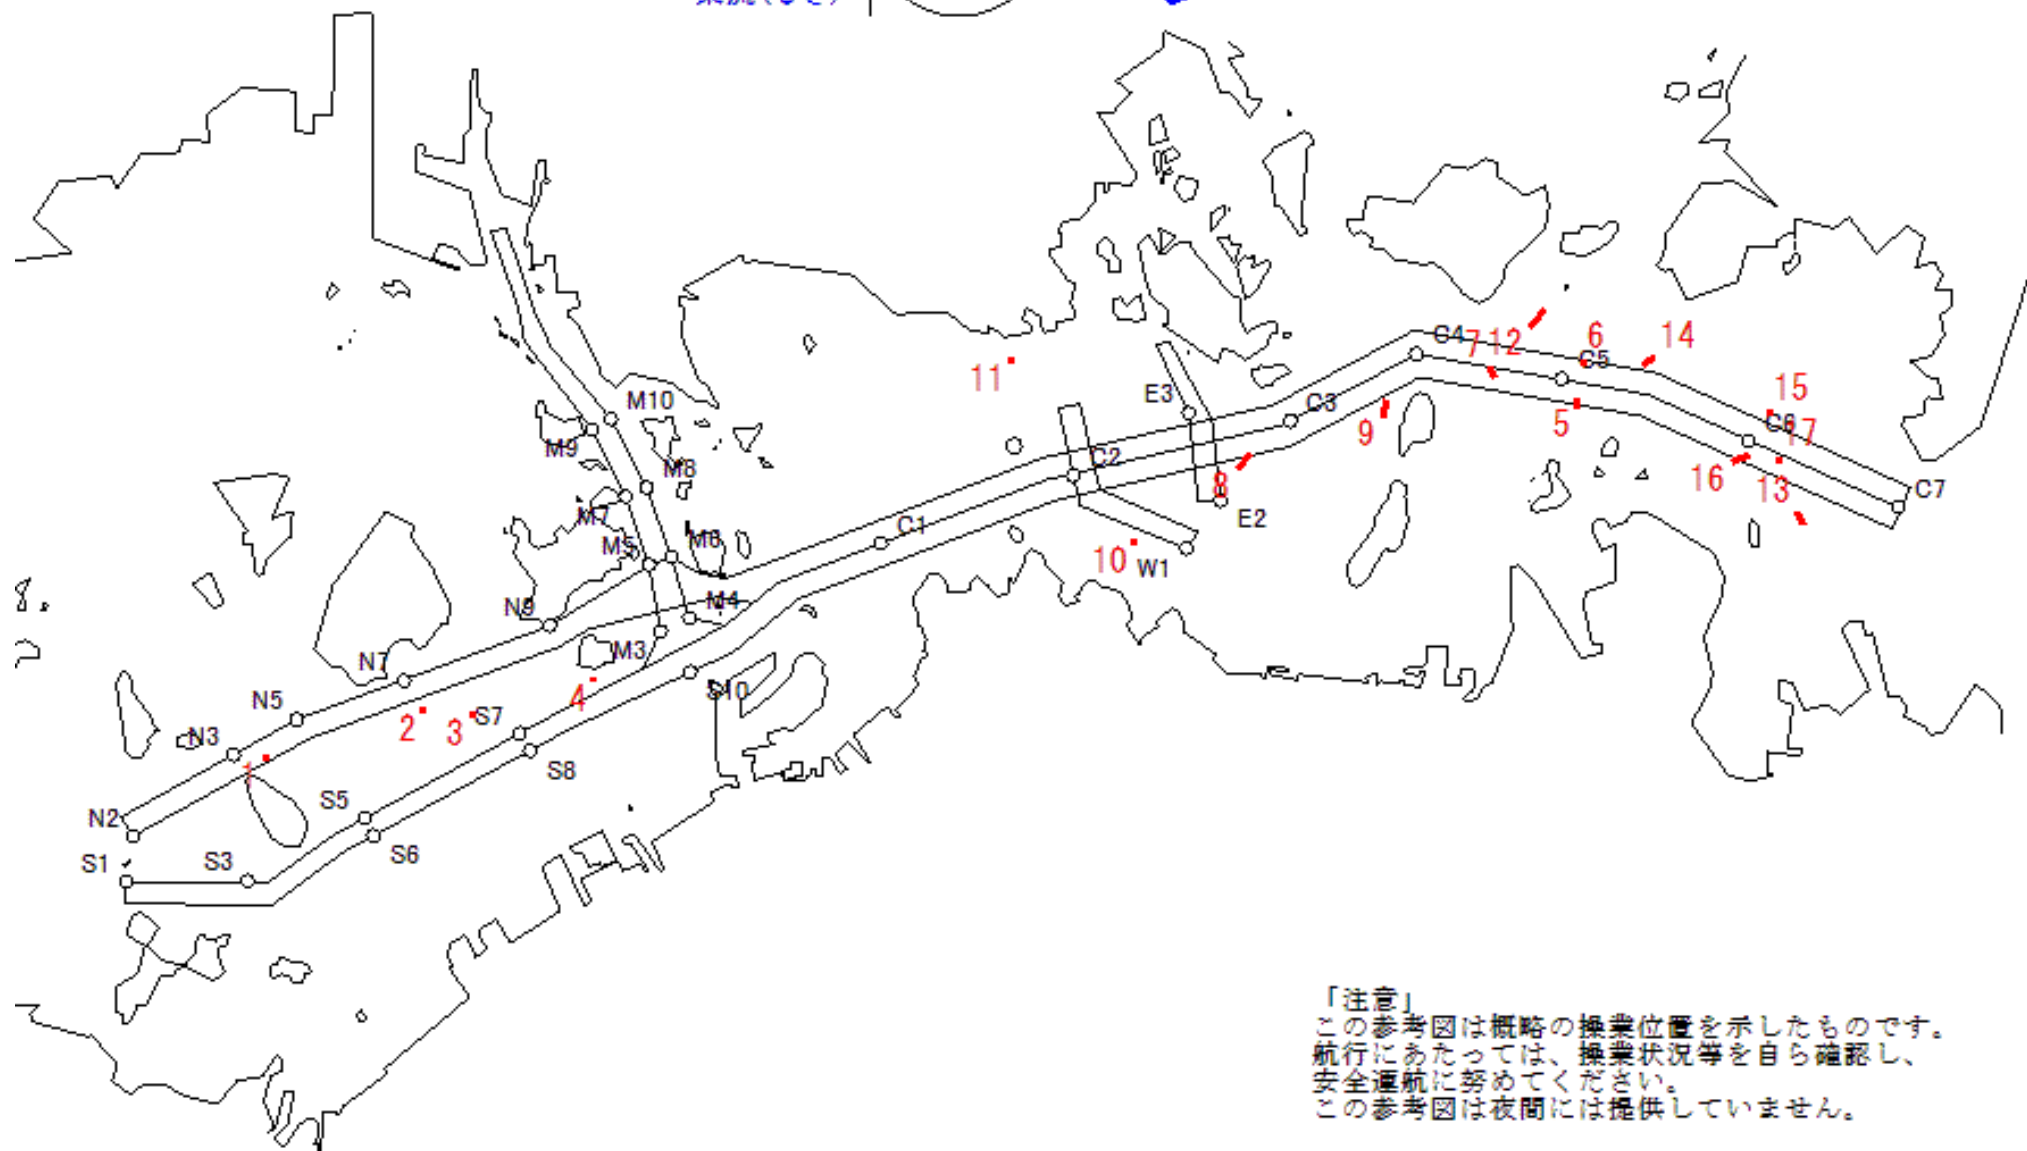 C4
7
12
6
14
C5
M10
11
E3
C3
15
C6
17
9
5
M9
M8
C2
8
16
13
C7
M7
M5
M6
C1
10
W1
E2
N9
M4
M3
N7
4
S10
N5
2
3
S7
N3
1
S8
N2
S5
S1
S3
S6
「注意」
この参考図は概略の操業位置を示したものです。
航行にあたっては、操業状況等を自ら確認し、
安全運航に努めてください。
この参考図は夜間には提供していません。